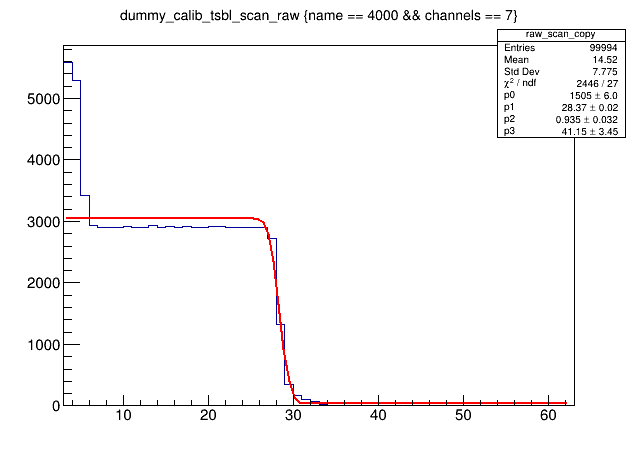 dummy_calib_tsbl_scan_raw {name == 4000 && channels == 7}
raw_scan_copy
Entries 99994
Mean 14.52
Std Dev 7.775
χ² / ndf 2446 / 27
p0 1505 ± 6.0
p1 28.37 ± 0.02
p2 0.935 ± 0.032
p3 41.15 ± 3.45
5000
4000
3000
2000
1000
0
10 20 30 40 50 60